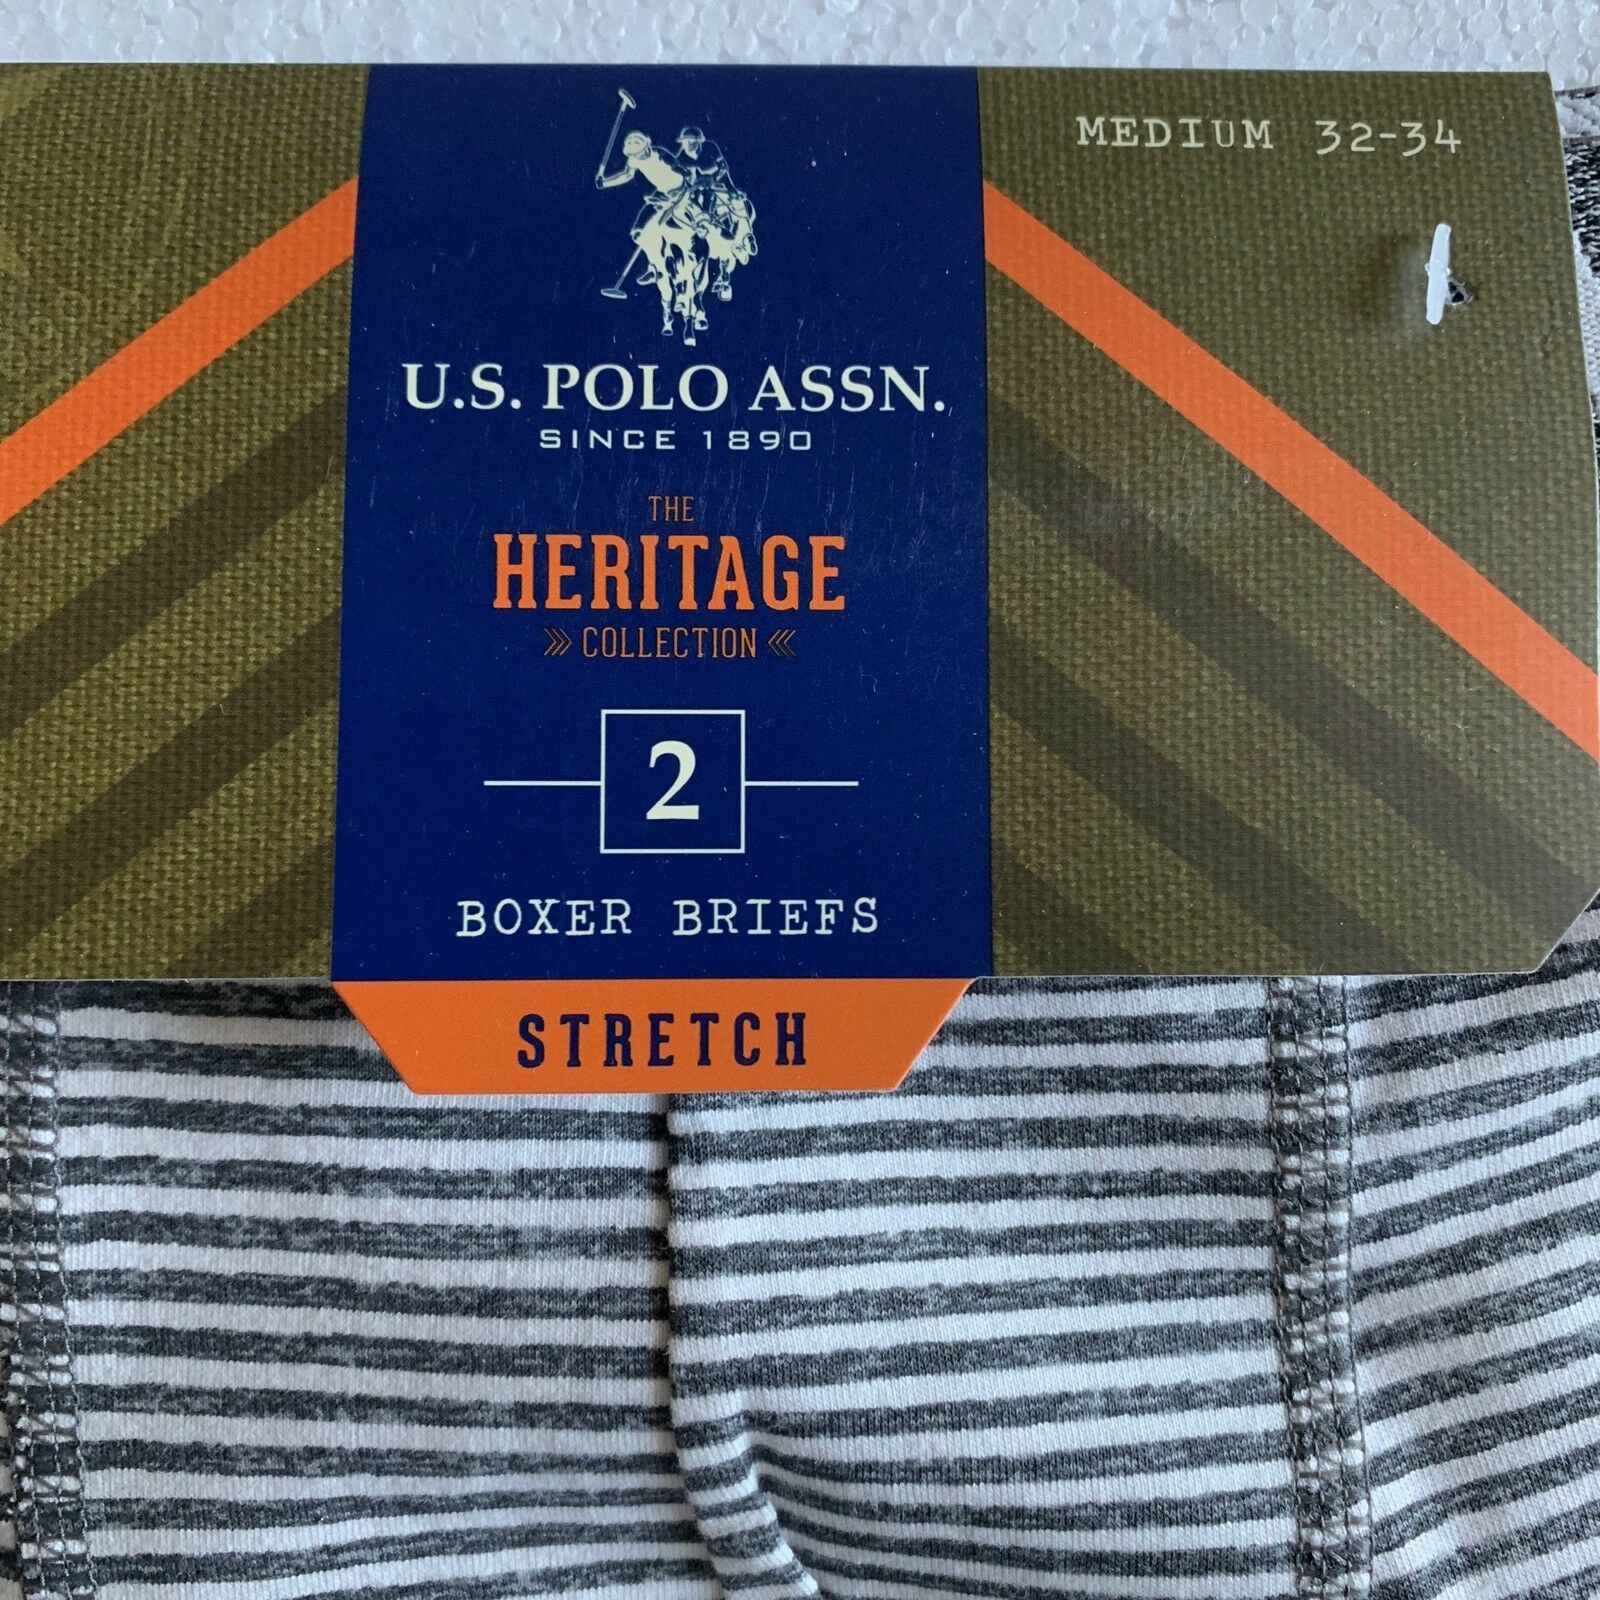 MEDIUM 32-34
U.S. POLO ASSN.
SINCE 1890
THE
HERITAGE
COLLECTION
2
BOXER BRIEFS
STRETCH